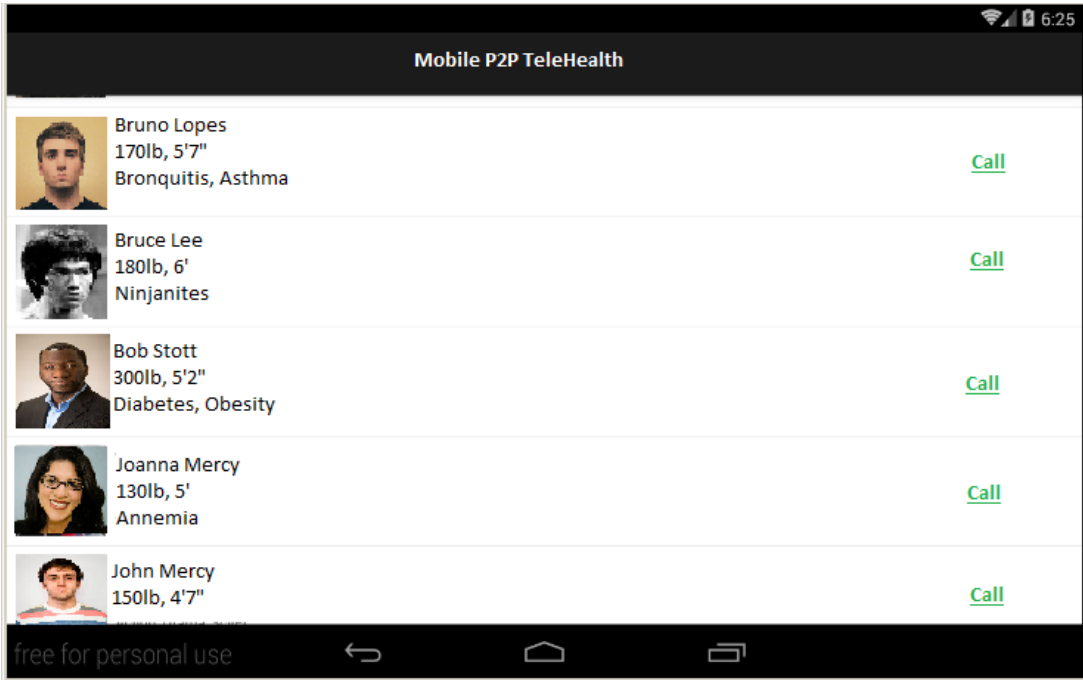 6:25
Mobile P2P TeleHealth
Bruno Lopes
170lb, 5'7"
Bronquitis, Asthma
Call
Bruce Lee
180lb, 6'
Ninjanites
Call
Bob Stott
300lb, 5'2"
Diabetes, Obesity
Call
Joanna Mercy
130lb, 5'
Annemia
Call
John Mercy
150lb, 4'7"
Call
free for personal use